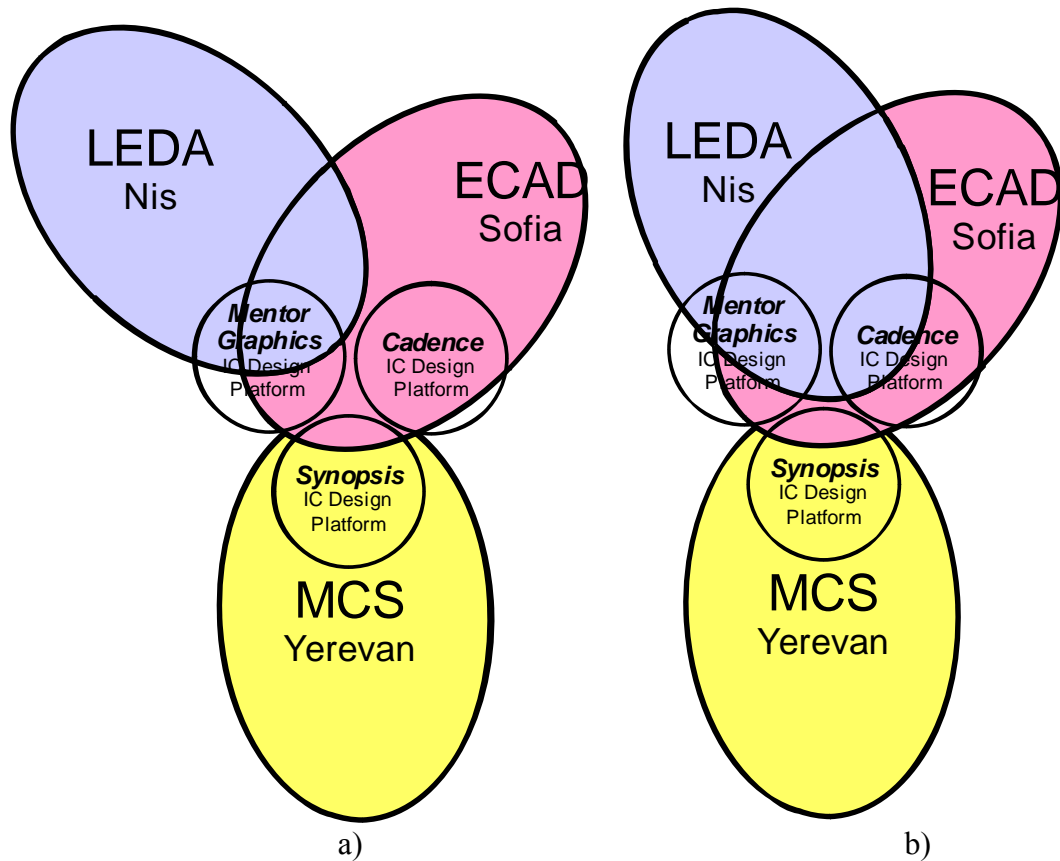 LEDA
Nis
ECAD
Sofia
Mentor
Graphics
IC Design
Platform
Cadence
IC Design
Platform
Synopsis
IC Design
Platform
MCS
Yerevan
a)
LEDA
Nis
ECAD
Sofia
Mentor
Graphics
IC Design
Platform
Cadence
IC Design
Platform
Synopsis
IC Design
Platform
MCS
Yerevan
b)